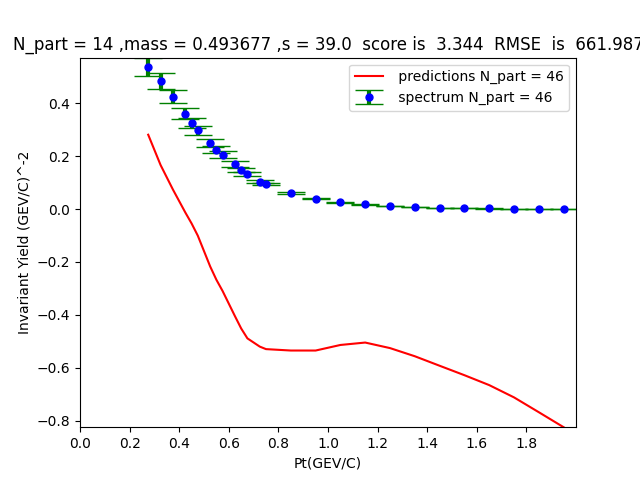 N_part = 14 ,mass = 0.493677 ,s = 39.0  score is  3.344  RMSE  is  661.987
predictions N_part = 46
spectrum N_part = 46
Invariant Yield (GEV/C)^-2
0.4
0.2
0.0
−0.2
−0.4
−0.6
−0.8
0.0 0.2 0.4 0.6 0.8 1.0 1.2 1.4 1.6 1.8
Pt(GEV/C)